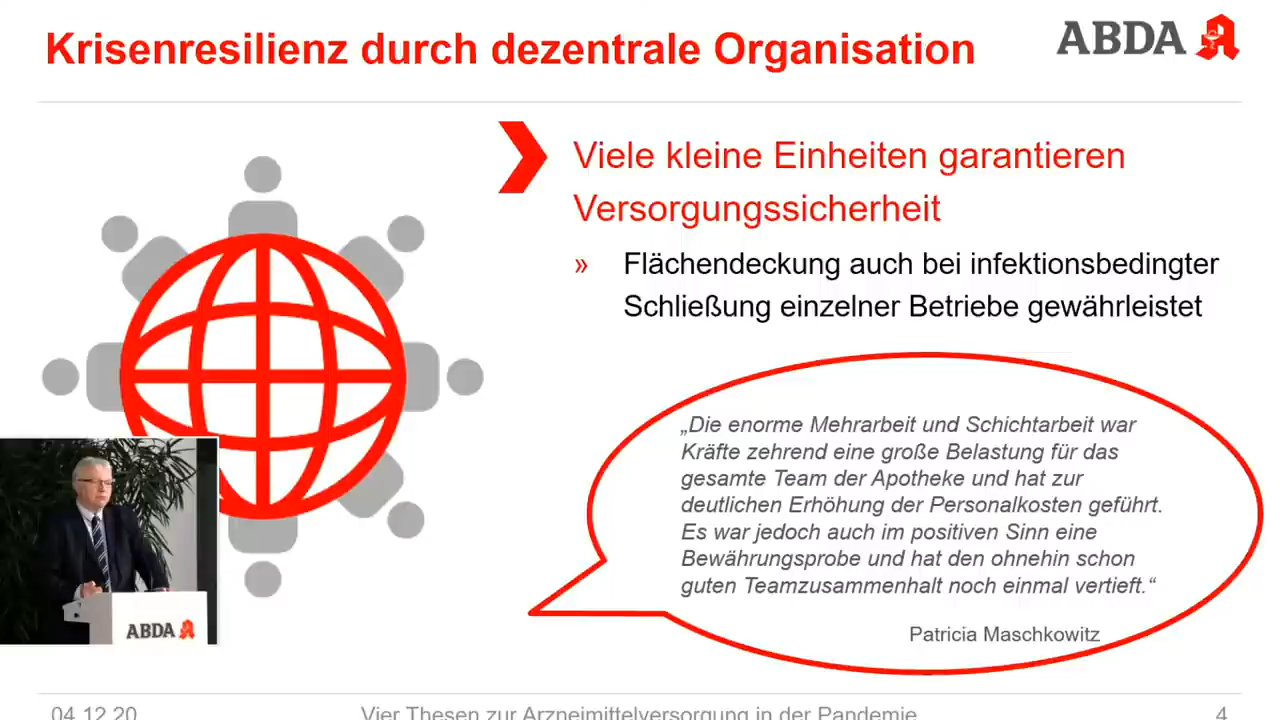 Krisenresilienz durch dezentrale Organisation
ABDA
Viele kleine Einheiten garantieren
Versorgungssicherheit
» Flächendeckung auch bei infektionsbedingter
Schließung einzelner Betriebe gewährleistet
„Die enorme Mehrarbeit und Schichtarbeit war
Kräfte zehrend eine große Belastung für das
gesamte Team der Apotheke und hat zur
deutlichen Erhöhung der Personalkosten geführt.
Es war jedoch auch im positiven Sinn eine
Bewährungsprobe und hat den ohnehin schon
guten Teamzusammenhalt noch einmal vertieft.“
Patricia Maschkowitz
ABDA
04.12.20
Vier Thesen zur Arzneimittelversorgung in der Pandemie
4